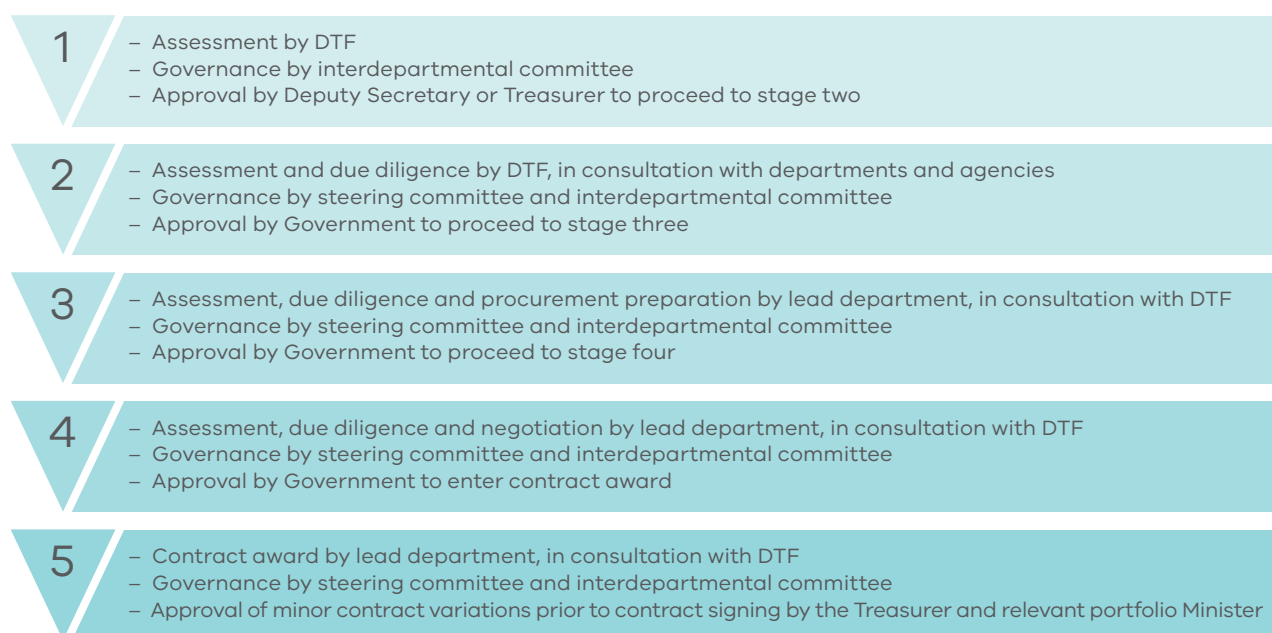 1
– Assessment by DTF
– Governance by interdepartmental committee
– Approval by Deputy Secretary or Treasurer to proceed to stage two
2
– Assessment and due diligence by DTF, in consultation with departments and agencies
– Governance by steering committee and interdepartmental committee
– Approval by Government to proceed to stage three
3
– Assessment, due diligence and procurement preparation by lead department, in consultation with DTF
– Governance by steering committee and interdepartmental committee
– Approval by Government to proceed to stage four
4
– Assessment, due diligence and negotiation by lead department, in consultation with DTF
– Governance by steering committee and interdepartmental committee
– Approval by Government to enter contract award
5
– Contract award by lead department, in consultation with DTF
– Governance by steering committee and interdepartmental committee
– Approval of minor contract variations prior to contract signing by the Treasurer and relevant portfolio Minister